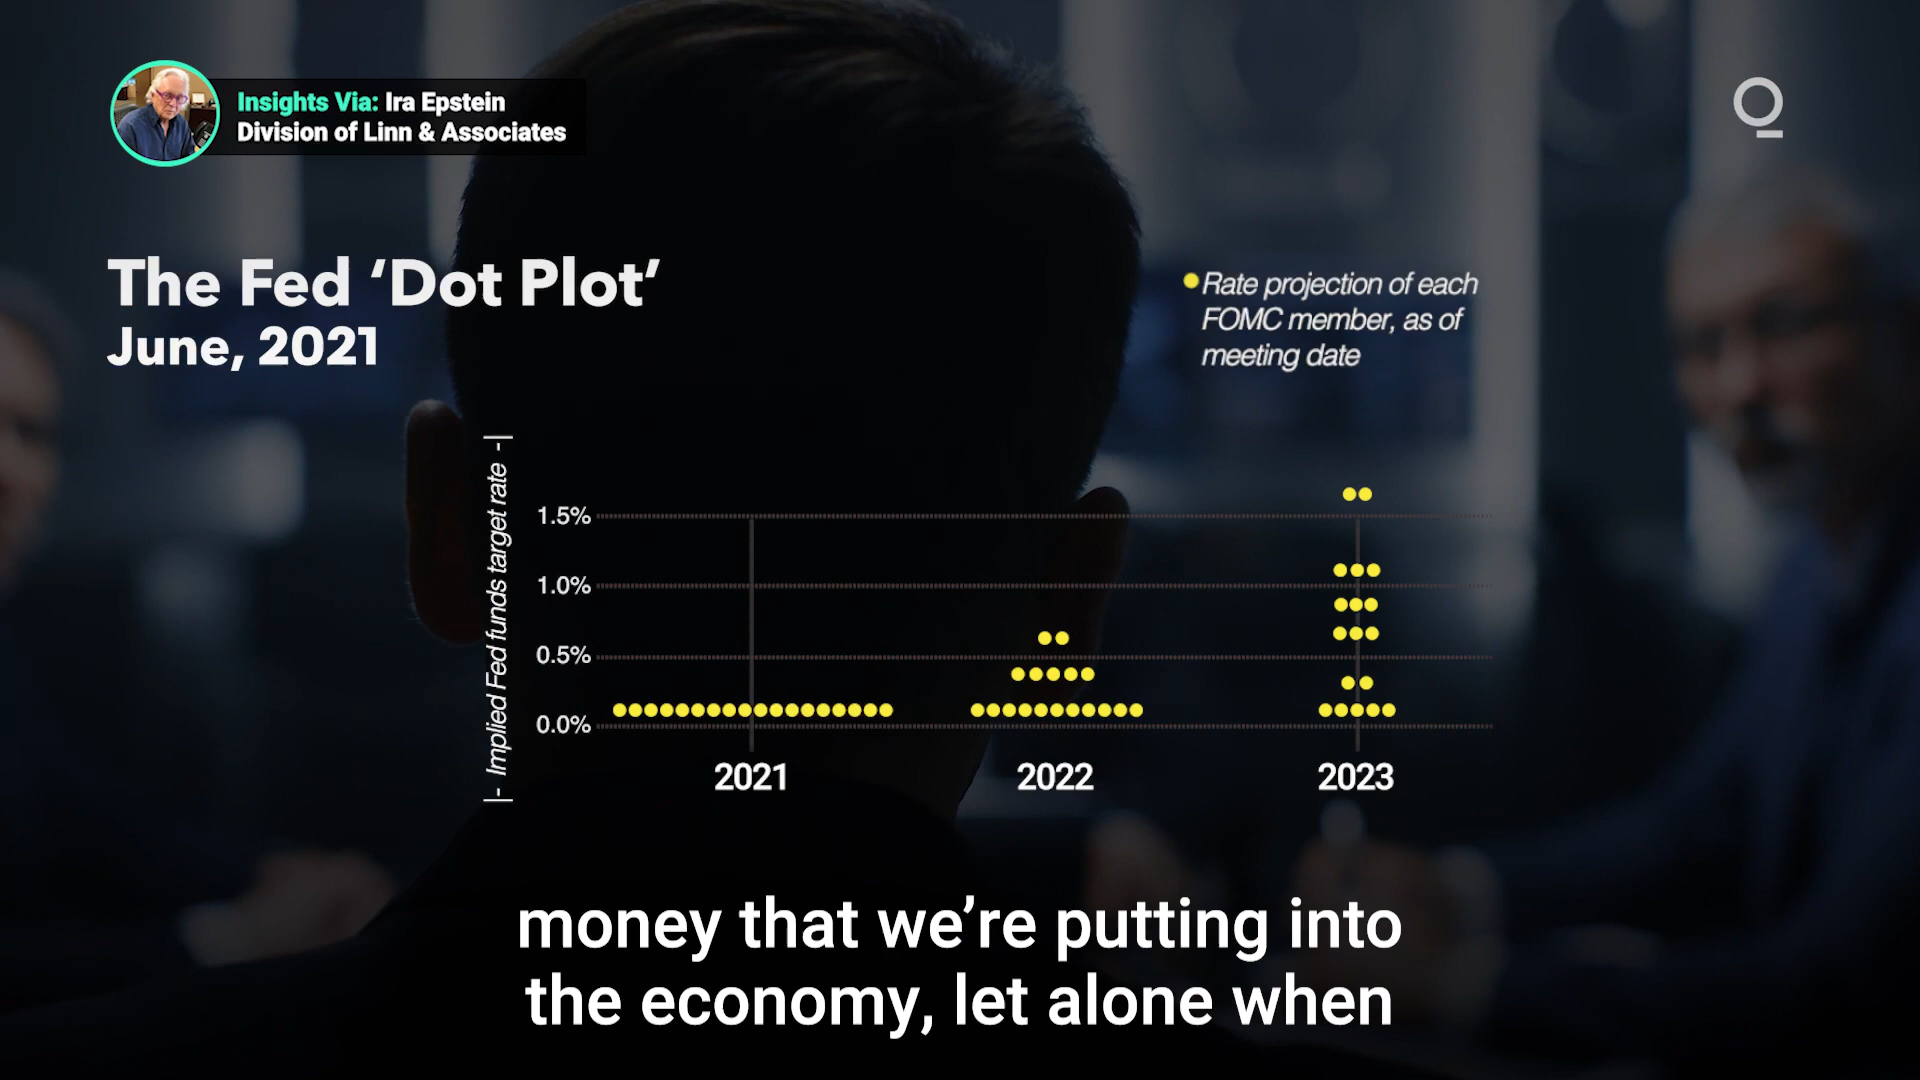 Insights Via: Ira Epstein
Division of Linn & Associates
The Fed ‘Dot Plot’
June, 2021
Rate projection of each
FOMC member, as of
meeting date
|- Implied Fed funds target rate -|
1.5%
1.0%
0.5%
0.0%
2021
2022
2023
money that we’re putting into
the economy, let alone when